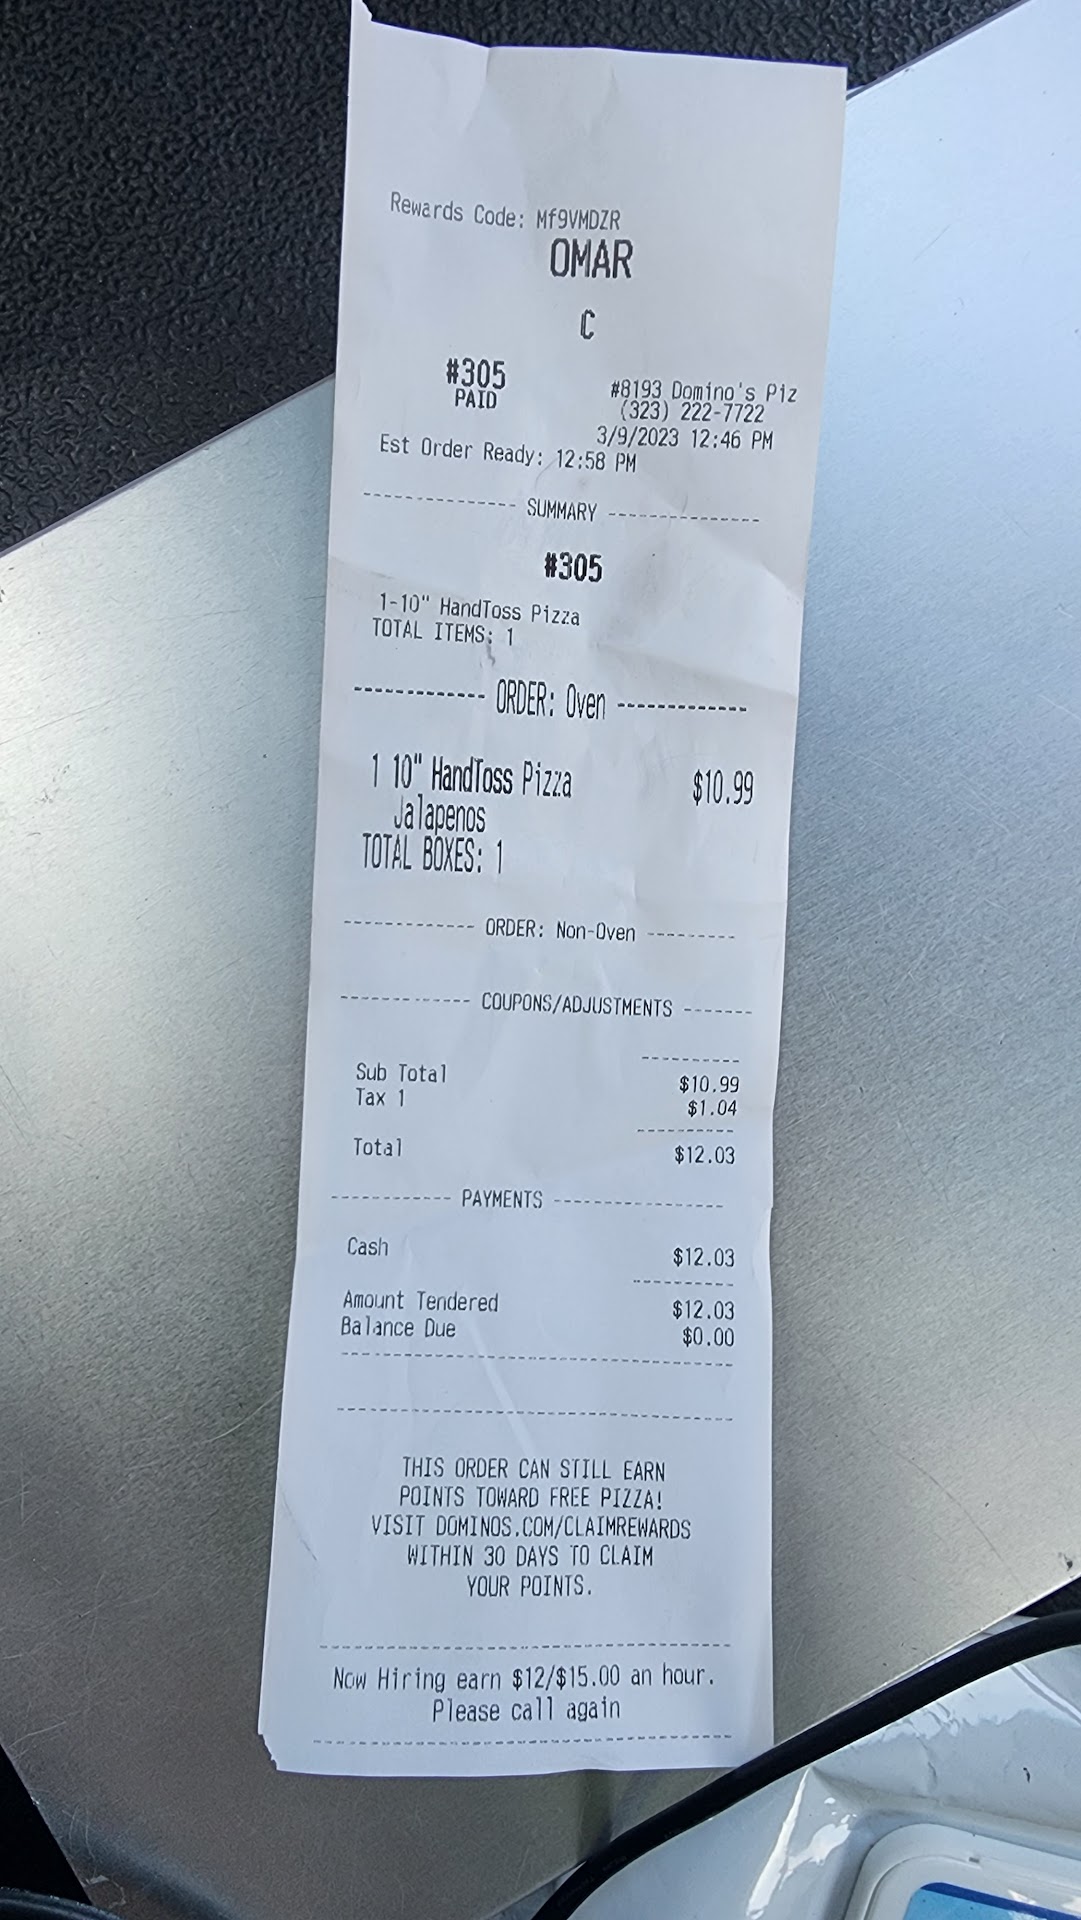 Rewards Code: Mf9VMDZR
OMAR
C
#305
PAID
#8193 Domino's Piz
(323) 222-7722
3/9/2023 12:46 PM
Est Order Ready: 12:58 PM
-------------- SUMMARY --------------
#305
1-10" HandToss Pizza
TOTAL ITEMS: 1
------------- ORDER: Oven -------------
1 10" HandToss Pizza $10.99
Jalapenos
TOTAL BOXES: 1
------------- ORDER: Non-Oven ---------
------------- COUPONS/ADJUSTMENTS -------
----------
Sub Total $10.99
Tax 1 $1.04
----------
Total $12.03
------------ PAYMENTS -----------------
Cash $12.03
----------
Amount Tendered $12.03
Balance Due $0.00
---------------------------------------
---------------------------------------
THIS ORDER CAN STILL EARN
POINTS TOWARD FREE PIZZA!
VISIT DOMINOS.COM/CLAIMREWARDS
WITHIN 30 DAYS TO CLAIM
YOUR POINTS.
---------------------------------------
Now Hiring earn $12/$15.00 an hour.
Please call again
---------------------------------------